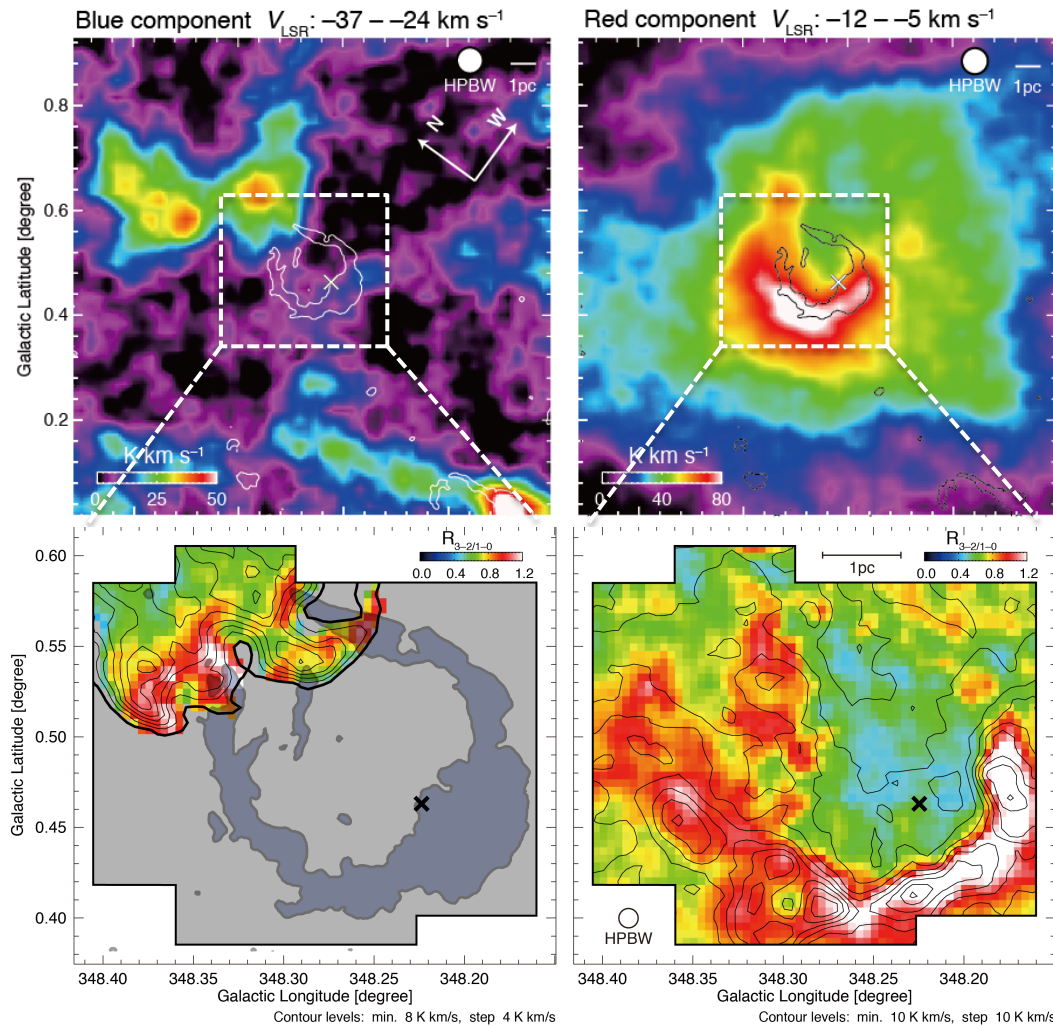 Blue component V_LSR: –37 – –24 km s⁻¹
Red component V_LSR: –12 – –5 km s⁻¹
HPBW
1pc
N
W
HPBW
1pc
Galactic Latitude [degree]
0.8
0.6
0.4
0.2
K km s⁻¹
0 25 50
K km s⁻¹
0 40 80
R3–2/1–0
0.0 0.4 0.8 1.2
1pc
R3–2/1–0
0.0 0.4 0.8 1.2
Galactic Latitude [degree]
0.60
0.55
0.50
0.45
0.40
HPBW
348.40 348.35 348.30 348.25 348.20
348.40 348.35 348.30 348.25 348.20
Galactic Longitude [degree]
Galactic Longitude [degree]
Contour levels: min. 8 K km/s, step 4 K km/s
Contour levels: min. 10 K km/s, step 10 K km/s